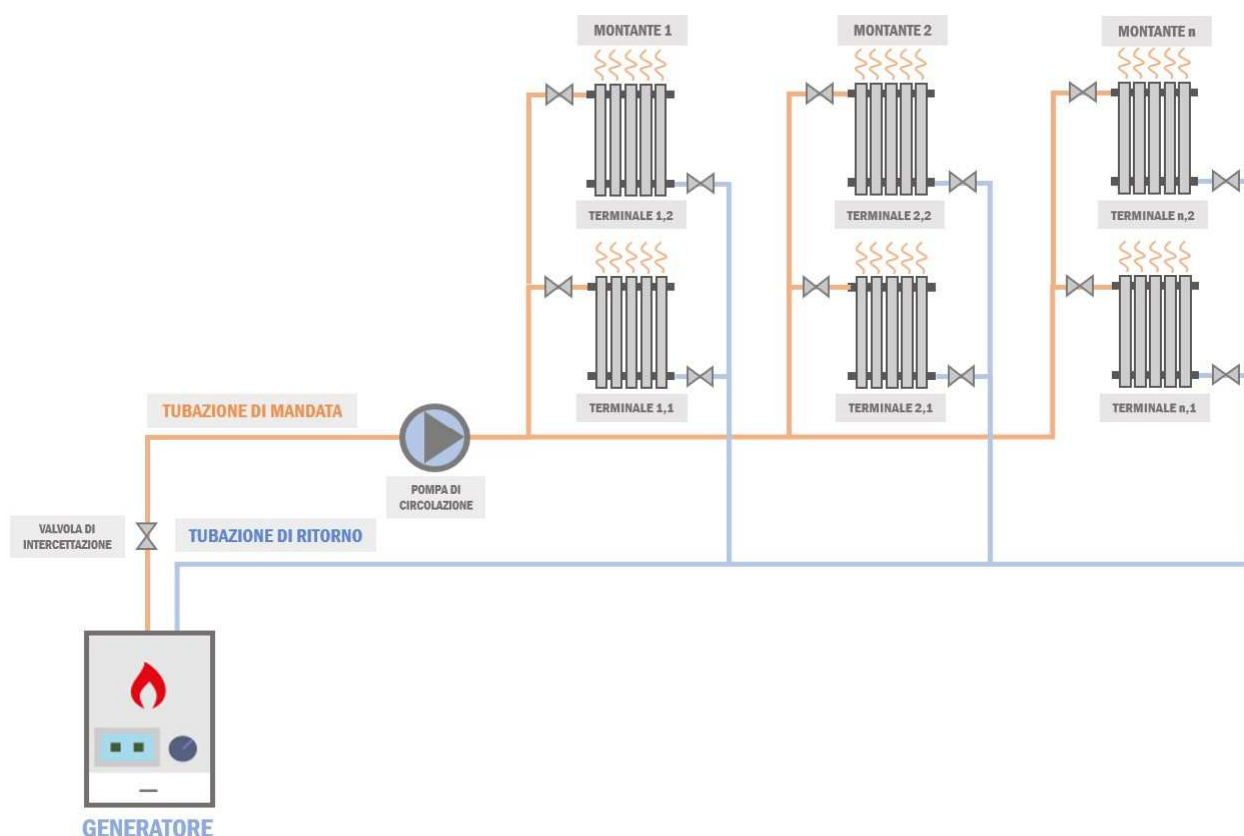 MONTANTE 1
MONTANTE 2
MONTANTE n
TERMINALE 1,2
TERMINALE 2,2
TERMINALE n,2
TERMINALE 1,1
TERMINALE 2,1
TERMINALE n,1
TUBAZIONE DI MANDATA
POMPA DI
CIRCOLAZIONE
VALVOLA DI
INTERCETTAZIONE
TUBAZIONE DI RITORNO
GENERATORE